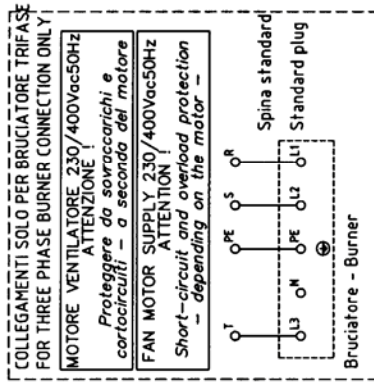 COLLEGAMENTI SOLO PER BRUCIATORE TRIFASE
FOR THREE PHASE BURNER CONNECTION ONLY
MOTORE VENTILATORE 230/400Vac50Hz
ATTENZIONE !
Proteggere da sovraccarichi e
cortocircuiti - a seconda del motore
FAN MOTOR SUPPLY 230/400Vac50Hz
ATTENTION !
Short-circuit and overload protection
- depending on the motor -
T PE S R
Spina standard
Standard plug
L3 N PE L2 L1
Bruciatore - Burner